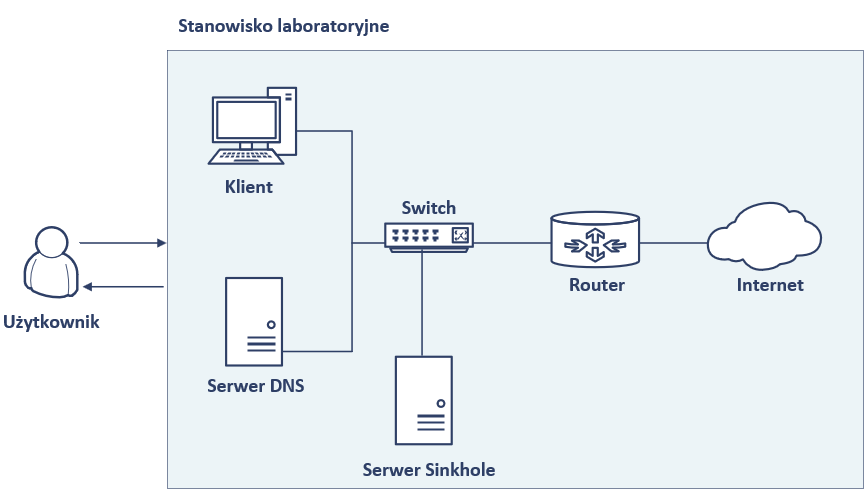 Stanowisko laboratoryjne
Klient
Switch
Router
Internet
Użytkownik
Serwer DNS
Serwer Sinkhole